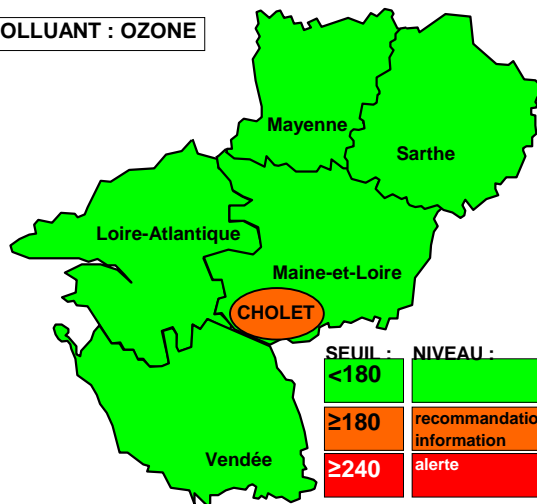 OLLUANT : OZONE
Mayenne
Sarthe
Loire-Atlantique
Maine-et-Loire
CHOLET
Vendée
SEUIL : NIVEAU :
<180
≥180 recommandatio
information
≥240 alerte